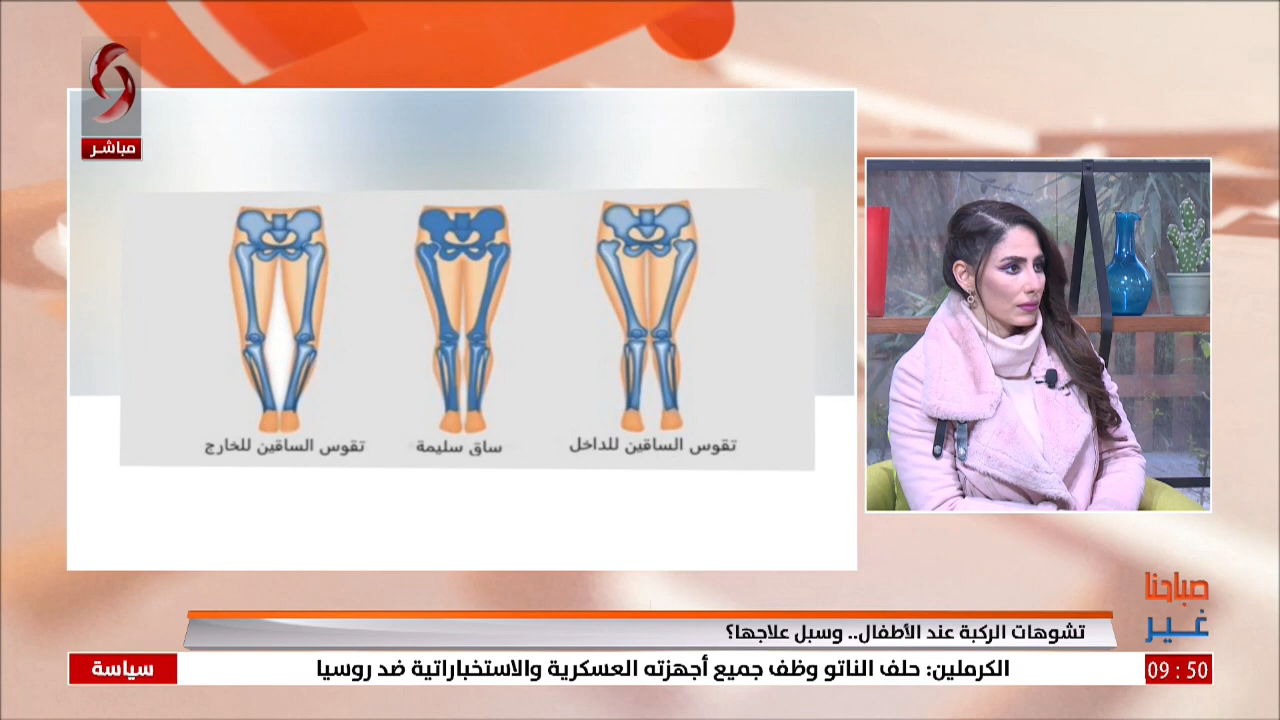 مباشر
تقوس الساقين للخارج
ساق سليمة
تقوس الساقين للداخل
صباحنا
غير
تشوهات الركبة عند الأطفال.. وسبل علاجها؟
سياسة
الكرملين: حلف الناتو وظف جميع أجهزته العسكرية والاستخباراتية ضد روسيا
09 : 50